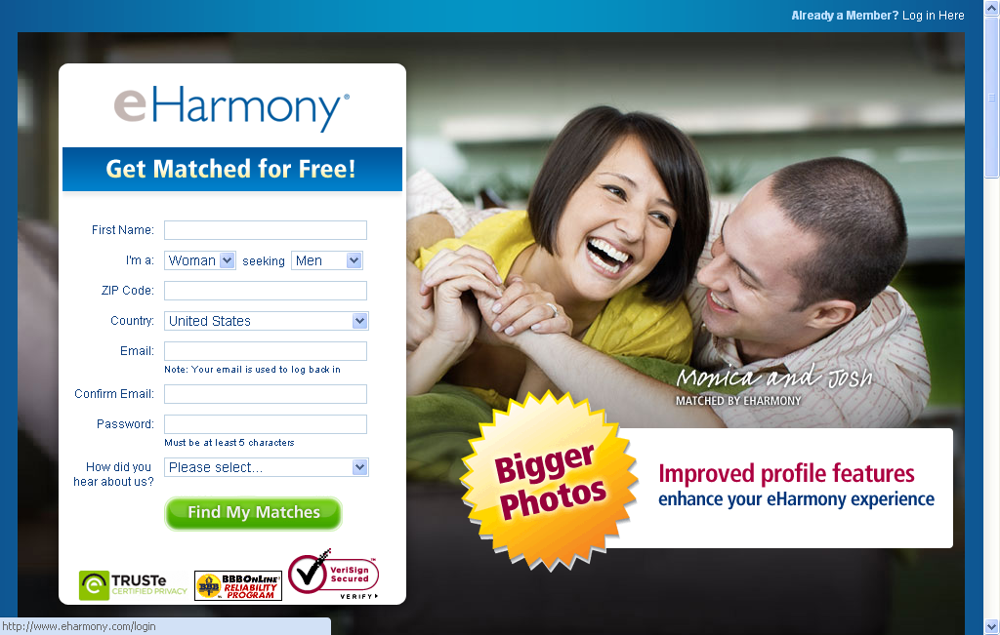 Already a Member? Log in Here
eHarmony®
Get Matched for Free!
First Name:
I'm a: Woman seeking Men
ZIP Code:
Country: United States
Email:
Note: Your email is used to log back in
Confirm Email:
Password:
Must be at least 5 characters
How did you
hear about us? Please select...
Find My Matches
TRUSTe
CERTIFIED PRIVACY
BBBOnLine®
RELIABILITY
PROGRAM
BBB
VeriSign™
Secured
VERIFY
Monica and Josh
MATCHED BY EHARMONY
Bigger
Photos
Improved profile features
enhance your eHarmony experience
http://www.eharmony.com/login